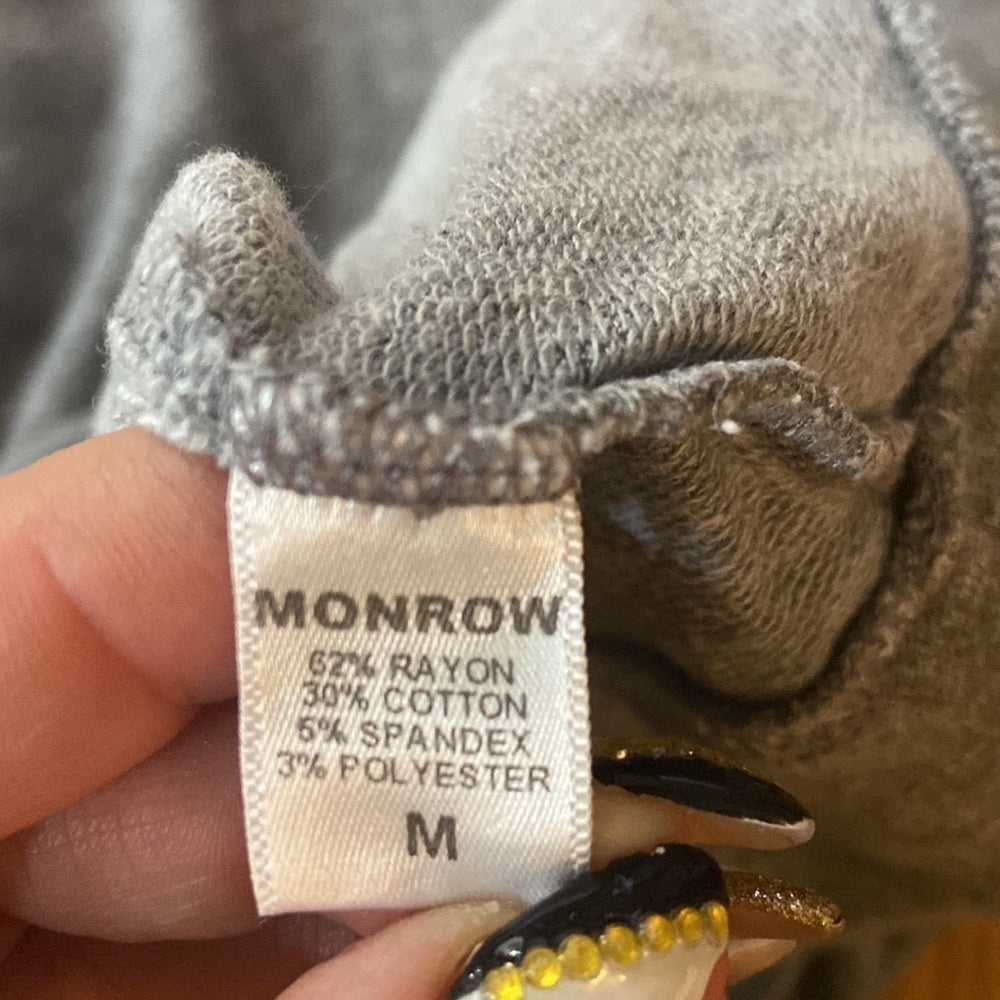 MONROW
62% RAYON
30% COTTON
5% SPANDEX
3% POLYESTER
M